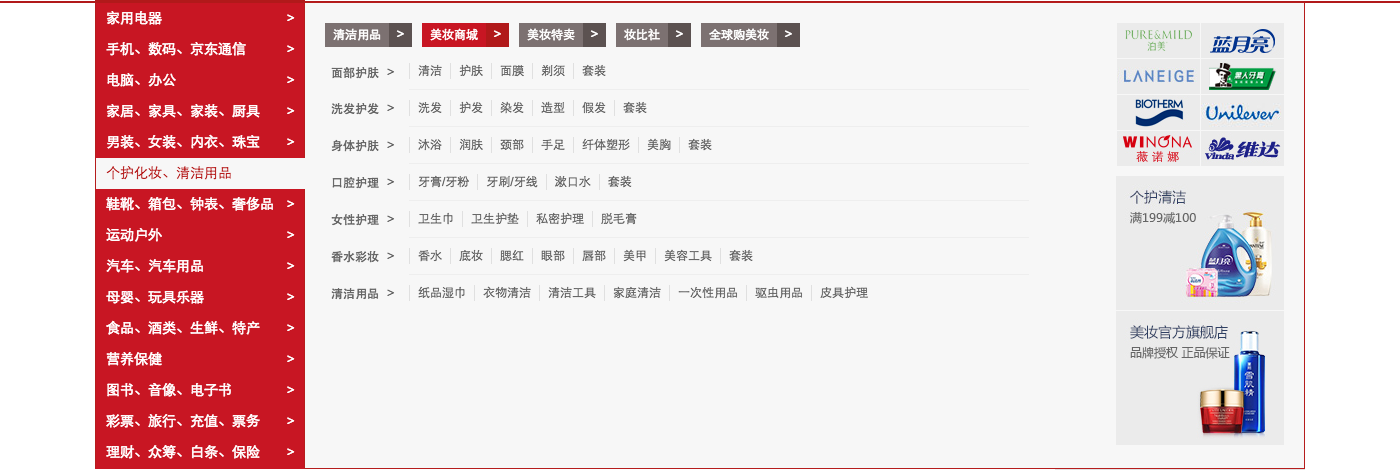 家用电器 >
手机、数码、京东通信 >
电脑、办公 >
家居、家具、家装、厨具 >
男装、女装、内衣、珠宝 >
个护化妆、清洁用品
鞋靴、箱包、钟表、奢侈品 >
运动户外 >
汽车、汽车用品 >
母婴、玩具乐器 >
食品、酒类、生鲜、特产 >
营养保健 >
图书、音像、电子书 >
彩票、旅行、充值、票务 >
理财、众筹、白条、保险 >
清洁用品 > 美妆商城 > 美妆特卖 > 妆比社 > 全球购美妆 >
面部护肤 > 清洁 护肤 面膜 剃须 套装
洗发护发 > 洗发 护发 染发 造型 假发 套装
身体护肤 > 沐浴 润肤 颈部 手足 纤体塑形 美胸 套装
口腔护理 > 牙膏/牙粉 牙刷/牙线 漱口水 套装
女性护理 > 卫生巾 卫生护垫 私密护理 脱毛膏
香水彩妆 > 香水 底妆 腮红 眼部 唇部 美甲 美容工具 套装
清洁用品 > 纸品湿巾 衣物清洁 清洁工具 家庭清洁 一次性用品 驱虫用品 皮具护理
PURE&MILD
泊美
蓝月亮
LANEIGE
黑人牙膏
BIOTHERM
Unilever
WINONA
薇诺娜
Vinda 维达
个护清洁
满199减100
蓝月亮
美妆官方旗舰店
品牌授权 正品保证
雪肌精